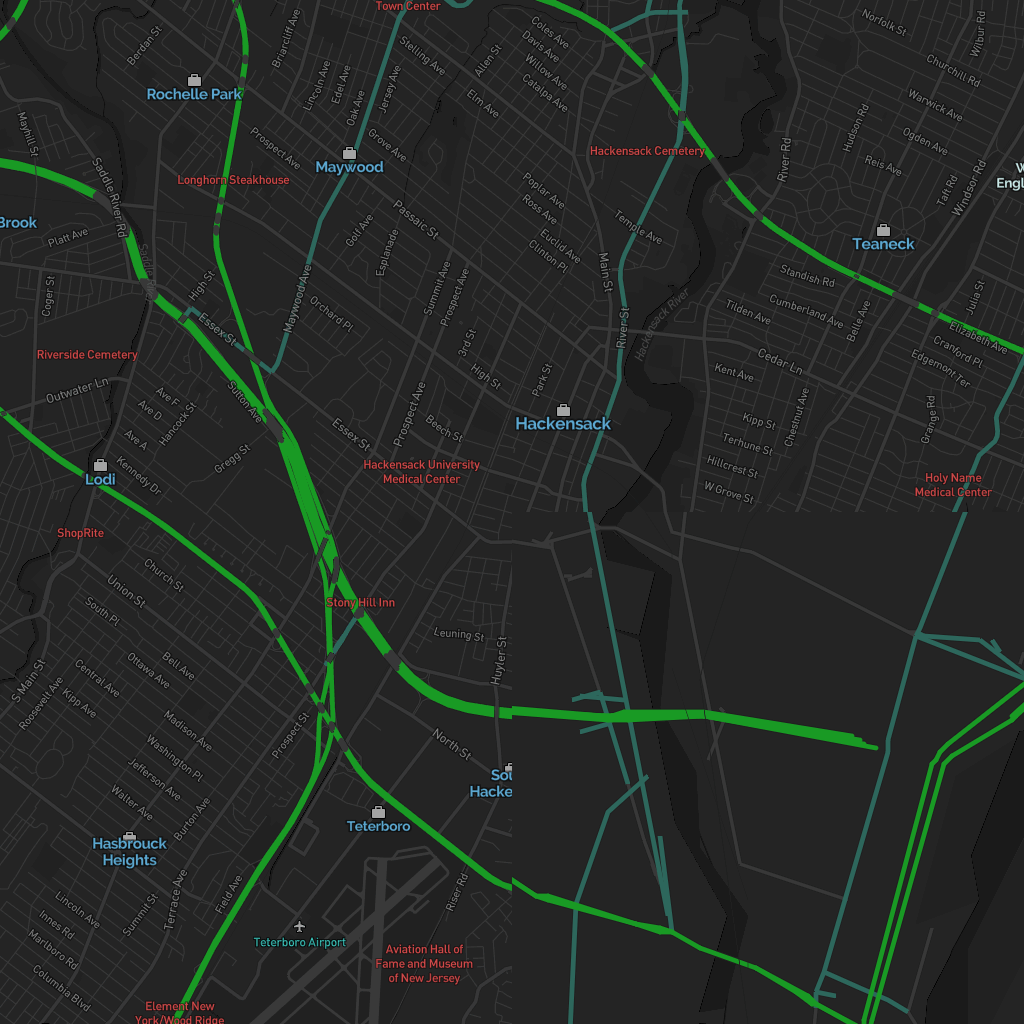 Town Center
Coles Ave
Davis Ave
Willow Ave
Catalpa Ave
Norfolk St
Wilbur Rd
Berdan St
Briarcliff Ave
Stelling Ave
Allen St
Churchill Rd
Rochelle Park
Lincoln Ave
Edel Ave
Oak Ave
Jersey Ave
Elm Ave
Warwick Ave
Hudson Rd
Ogden Ave
Mayhill St
Prospect Ave
Grove Ave
Maywood
Hackensack Cemetery
River Rd
Reis Ave
Longhorn Steakhouse
Saddle River Rd
Poplar Ave
Ross Ave
Taft Rd
Windsor Rd
W
Engl
Brook
Platt Ave
Golf Ave
Passaic St
Esplanade
Euclid Ave
Clinton Pl
Temple Ave
Teaneck
Coger St
High St
Essex St
Maywood Ave
Orchard Pl
Summit Ave
Prospect Ave
Main St
River St
Hackensack River
Standish Rd
Cumberland Ave
Tilden Ave
Belle Ave
Julia St
Elizabeth Ave
Cranford Pl
Edgemont Ter
Riverside Cemetery
Outwater Ln
3rd St
High St
Park St
Cedar Ln
Kent Ave
Ave F
Ave D
Ave A
Hancock St
Sutton Ave
Essex St
Prospect Ave
Beech St
Hackensack
Kipp St
Terhune St
Chestnut Ave
Grange Rd
Lodi
Kennedy Dr
Gregg St
Hackensack University
Medical Center
Hillcrest St
W Grove St
Holy Name
Medical Center
ShopRite
Church St
Union St
South Pl
Stony Hill Inn
Leuning St
Huyler St
S Main St
Roosevelt Ave
Central Ave
Kipp Ave
Ottawa Ave
Bell Ave
Madison Ave
Washington Pl
Jefferson Ave
Walter Ave
Burton Ave
Prospect St
North St
Sou
Hacke
Teterboro
Hasbrouck
Heights
Lincoln Ave
Innes Rd
Marlboro Rd
Columbia Blvd
Summit St
Terrace Ave
Field Ave
Riser Rd
Teterboro Airport
Aviation Hall of
Fame and Museum
of New Jersey
Element New
York/Wood Ridge